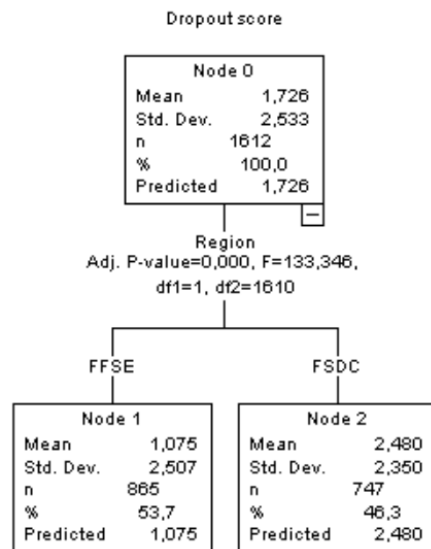 Dropout score
Node 0
Mean 1,726
Std. Dev. 2,533
n 1612
% 100,0
Predicted 1,726
Region
Adj. P-value=0,000, F=133,346,
df1=1, df2=1610
FFSE
FSDC
Node 1
Mean 1,075
Std. Dev. 2,507
n 865
% 53,7
Predicted 1,075
Node 2
Mean 2,480
Std. Dev. 2,350
n 747
% 46,3
Predicted 2,480